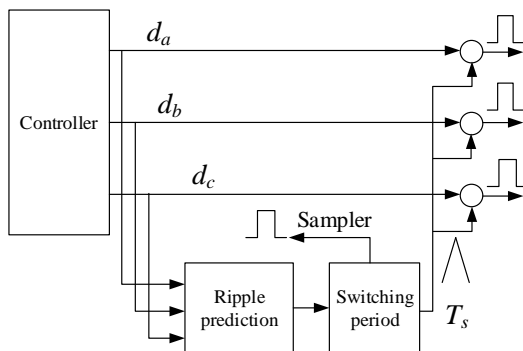 d_a
Controller
d_b
d_c
Sampler
Ripple
prediction
Switching
period
T_s